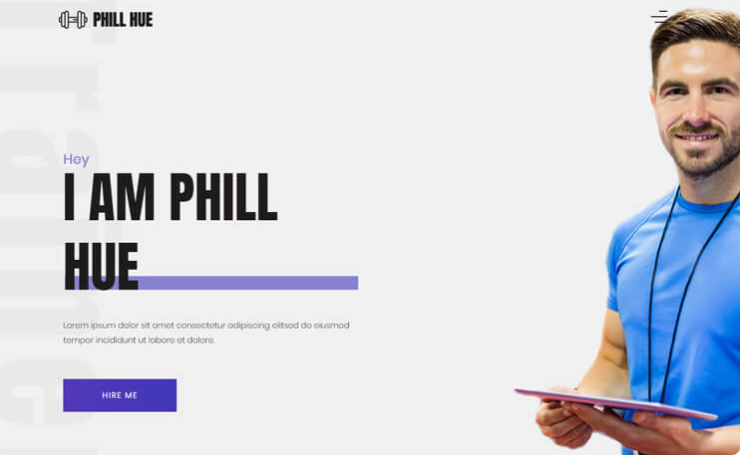 PHILL HUE
Hey
I AM PHILL
HUE
Lorem ipsum dolor sit amet consectetur adipiscing elitsed do eiusmod
tempor incididunt ut labore et dolore.
HIRE ME